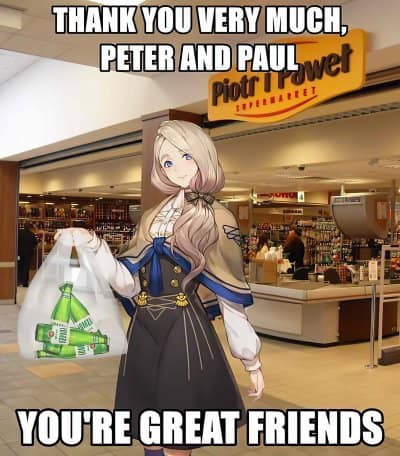 THANK YOU VERY MUCH,
PETER AND PAUL
Piotr i Paweł
SUPERMARKET
YOU'RE GREAT FRIENDS